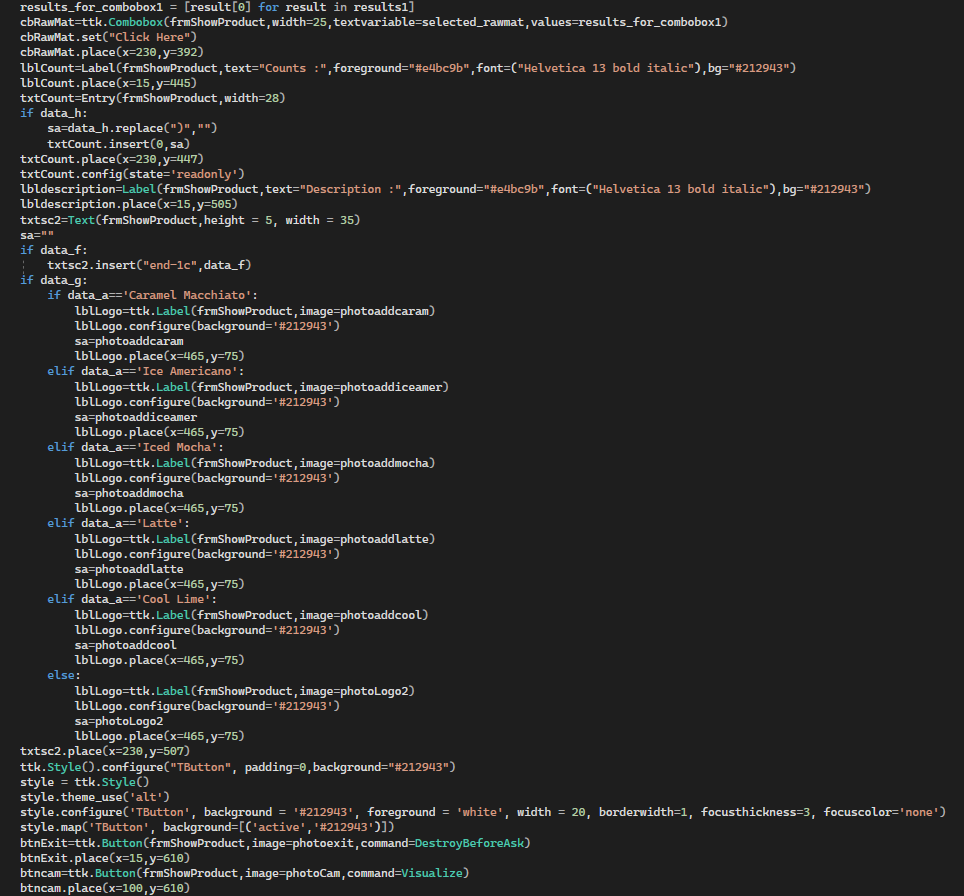 results_for_combobox1 = [result[0] for result in results1]
cbRawMat=ttk.Combobox(frmShowProduct,width=25,textvariable=selected_rawmat,values=results_for_combobox1)
cbRawMat.set("Click Here")
cbRawMat.place(x=230,y=392)
lblCount=Label(frmShowProduct,text="Counts :",foreground="#e4bc9b",font=("Helvetica 13 bold italic"),bg="#212943")
lblCount.place(x=15,y=445)
txtCount=Entry(frmShowProduct,width=28)
if data_h:
    sa=data_h.replace(")","")
    txtCount.insert(0,sa)
txtCount.place(x=230,y=447)
txtCount.config(state='readonly')
lbldescription=Label(frmShowProduct,text="Description :",foreground="#e4bc9b",font=("Helvetica 13 bold italic"),bg="#212943")
lbldescription.place(x=15,y=505)
txtsc2=Text(frmShowProduct,height = 5, width = 35)
sa=""
if data_f:
    txtsc2.insert("end-1c",data_f)
if data_g:
    if data_a=='Caramel Macchiato':
        lblLogo=ttk.Label(frmShowProduct,image=photoaddcaram)
        lblLogo.configure(background='#212943')
        sa=photoaddcaram
        lblLogo.place(x=465,y=75)
    elif data_a=='Ice Americano':
        lblLogo=ttk.Label(frmShowProduct,image=photoaddiceamer)
        lblLogo.configure(background='#212943')
        sa=photoaddiceamer
        lblLogo.place(x=465,y=75)
    elif data_a=='Iced Mocha':
        lblLogo=ttk.Label(frmShowProduct,image=photoaddmocha)
        lblLogo.configure(background='#212943')
        sa=photoaddmocha
        lblLogo.place(x=465,y=75)
    elif data_a=='Latte':
        lblLogo=ttk.Label(frmShowProduct,image=photoaddlatte)
        lblLogo.configure(background='#212943')
        sa=photoaddlatte
        lblLogo.place(x=465,y=75)
    elif data_a=='Cool Lime':
        lblLogo=ttk.Label(frmShowProduct,image=photoaddcool)
        lblLogo.configure(background='#212943')
        sa=photoaddcool
        lblLogo.place(x=465,y=75)
    else:
        lblLogo=ttk.Label(frmShowProduct,image=photoLogo2)
        lblLogo.configure(background='#212943')
        sa=photoLogo2
        lblLogo.place(x=465,y=75)
txtsc2.place(x=230,y=507)
ttk.Style().configure("TButton", padding=0,background="#212943")
style = ttk.Style()
style.theme_use('alt')
style.configure('TButton', background = '#212943', foreground = 'white', width = 20, borderwidth=1, focusthickness=3, focuscolor='none')
style.map('TButton', background=[('active','#212943')])
btnExit=ttk.Button(frmShowProduct,image=photoexit,command=DestroyBeforeAsk)
btnExit.place(x=15,y=610)
btncam=ttk.Button(frmShowProduct,image=photoCam,command=Visualize)
btncam.place(x=100,y=610)